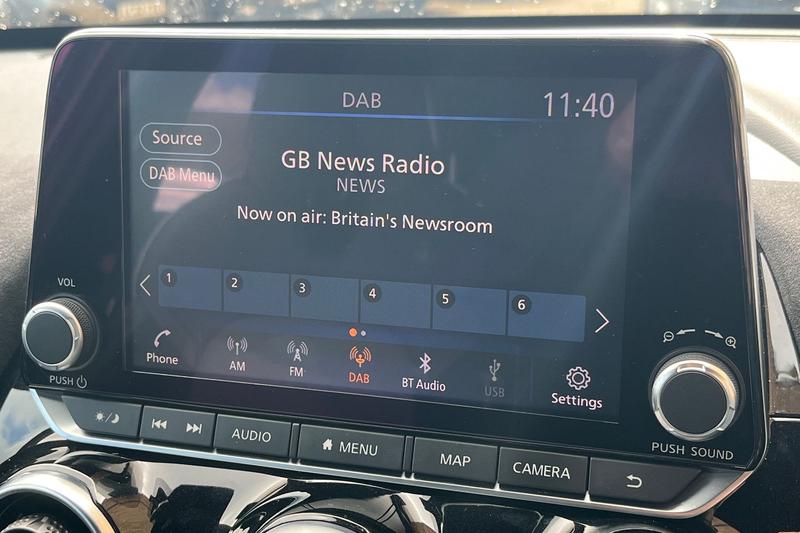 DAB
11:40
Source
DAB Menu
GB News Radio
NEWS
Now on air: Britain's Newsroom
1 2 3 4 5 6
VOL
PUSH
Phone
AM
FM
DAB
BT Audio
USB
Settings
PUSH SOUND
AUDIO
MENU
MAP
CAMERA